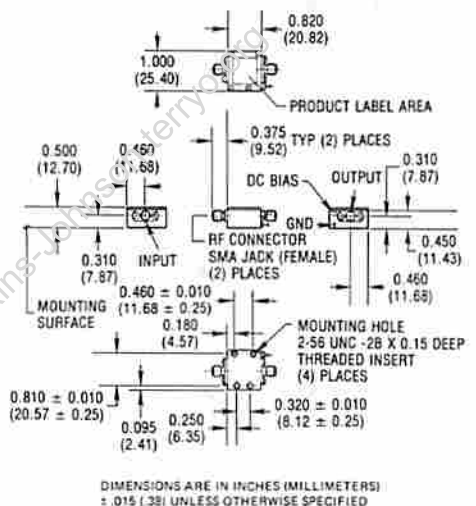 0.820
(20.82)
1.000
(25.40)
PRODUCT LABEL AREA
0.375
(9.52)
TYP (2) PLACES
0.500
(12.70)
0.460
(11.68)
0.310
(7.87)
DC BIAS
OUTPUT
GND
0.310
(7.87)
INPUT
RF CONNECTOR
SMA JACK (FEMALE)
(2) PLACES
0.450
(11.43)
0.460
(11.68)
MOUNTING
SURFACE
0.460 ± 0.010
(11.68 ± 0.25)
0.180
(4.57)
MOUNTING HOLE
2-56 UNC -2B X 0.15 DEEP
THREADED INSERT
(4) PLACES
0.810 ± 0.010
(20.57 ± 0.25)
0.095
(2.41)
0.250
(6.35)
0.320 ± 0.010
(8.12 ± 0.25)
DIMENSIONS ARE IN INCHES (MILLIMETERS)
± .015 (.38) UNLESS OTHERWISE SPECIFIED